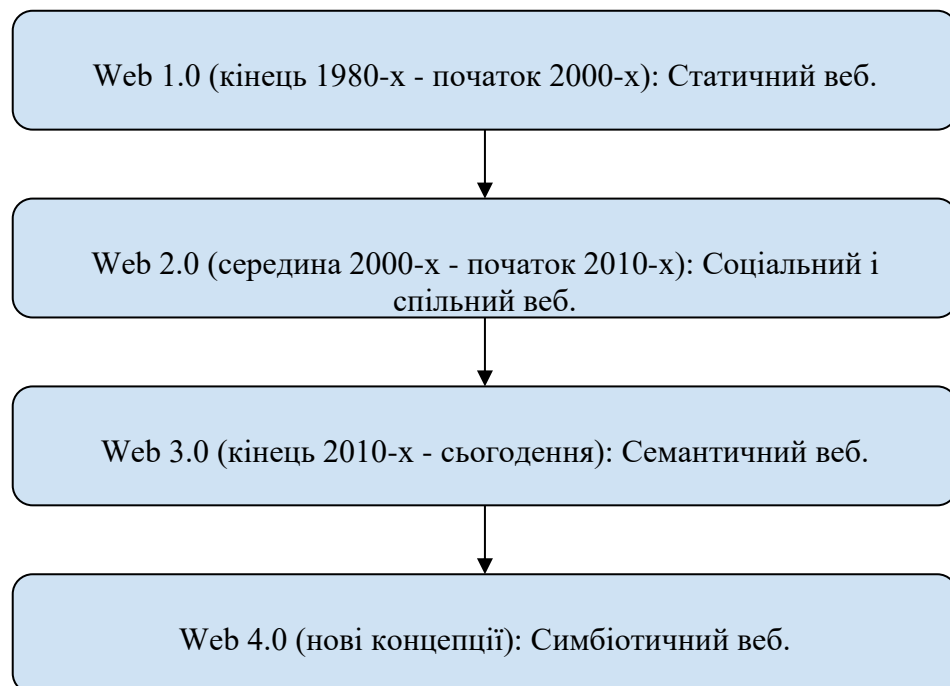 Web 1.0 (кінець 1980-х - початок 2000-х): Статичний веб.
Web 2.0 (середина 2000-х - початок 2010-х): Соціальний і
спільний веб.
Web 3.0 (кінець 2010-х - сьогодення): Семантичний веб.
Web 4.0 (нові концепції): Симбіотичний веб.